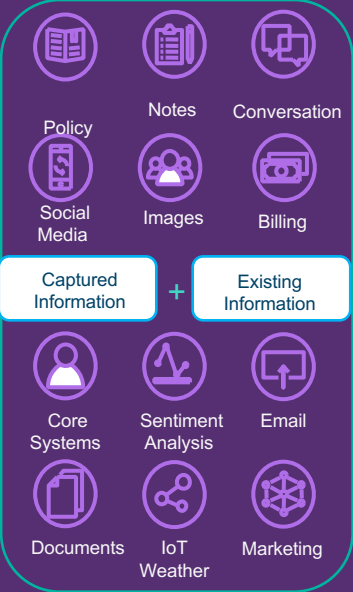 Policy
Notes
Conversation
Social
Media
Images
Billing
Captured
Information
+
Existing
Information
Core
Systems
Sentiment
Analysis
Email
Documents
IoT
Weather
Marketing